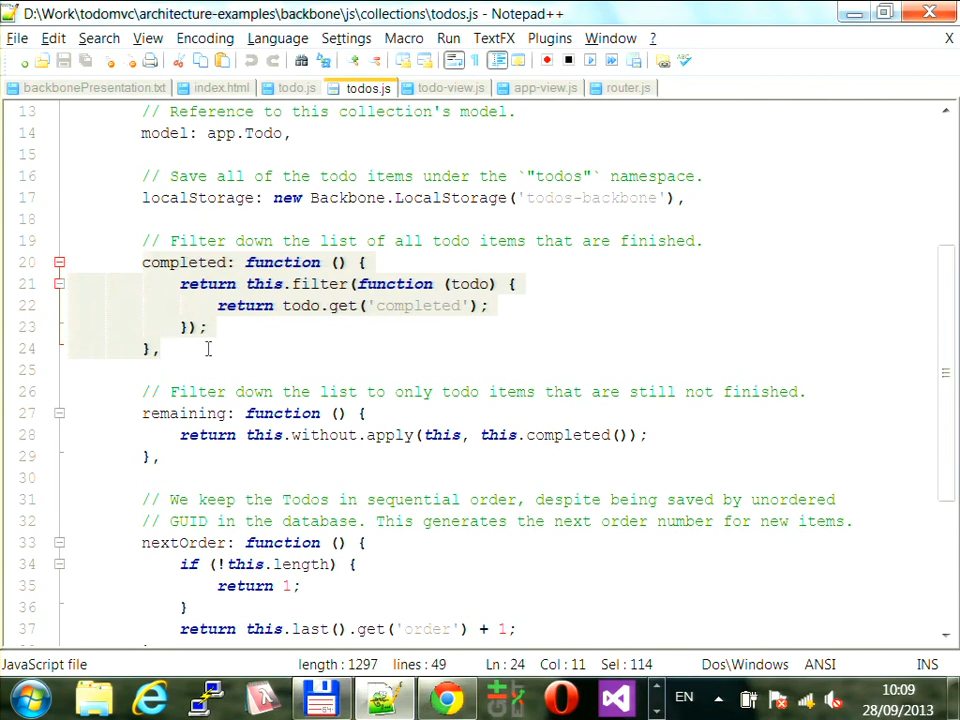 D:\Work\todomvc\architecture-examples\backbone\js\collections\todos.js - Notepad++
File Edit Search View Encoding Language Settings Macro Run TextFX Plugins Window ? X
backbonePresentation.txt index.html todo.js todos.js todo-view.js app-view.js router.js
13 // Reference to this collection's model.
14 model: app.Todo,
15
16 // Save all of the todo items under the `"todos"` namespace.
17 localStorage: new Backbone.LocalStorage('todos-backbone'),
18
19 // Filter down the list of all todo items that are finished.
20 completed: function () {
21 return this.filter(function (todo) {
22 return todo.get('completed');
23 });
24 },
25
26 // Filter down the list to only todo items that are still not finished.
27 remaining: function () {
28 return this.without.apply(this, this.completed());
29 },
30
31 // We keep the Todos in sequential order, despite being saved by unordered
32 // GUID in the database. This generates the next order number for new items.
33 nextOrder: function () {
34 if (!this.length) {
35 return 1;
36 }
37 return this.last().get('order') + 1;
JavaScript file length : 1297 lines : 49 Ln : 24 Col : 11 Sel : 114 Dos\Windows ANSI INS
EN 10:09
28/09/2013